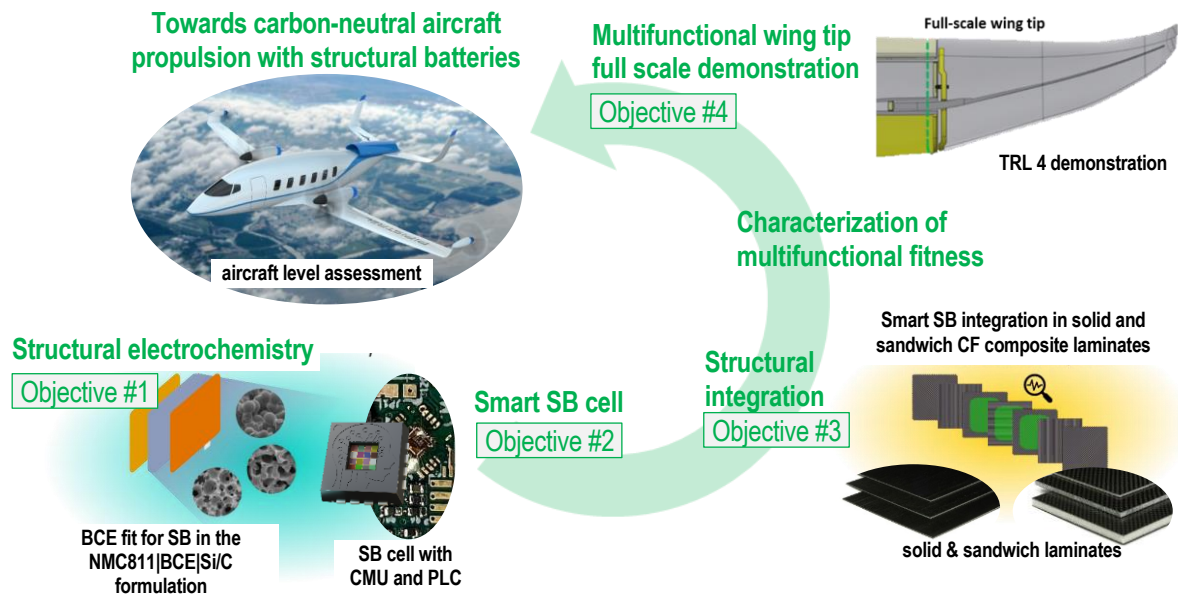 Towards carbon-neutral aircraft
propulsion with structural batteries
aircraft level assessment
Multifunctional wing tip
full scale demonstration
Objective #4
Full-scale wing tip
TRL 4 demonstration
Characterization of
multifunctional fitness
Structural electrochemistry
Objective #1
BCE fit for SB in the
NMC811|BCE|Si/C
formulation
SB cell with
CMU and PLC
Smart SB cell
Objective #2
Structural
integration
Objective #3
Smart SB integration in solid and
sandwich CF composite laminates
solid & sandwich laminates